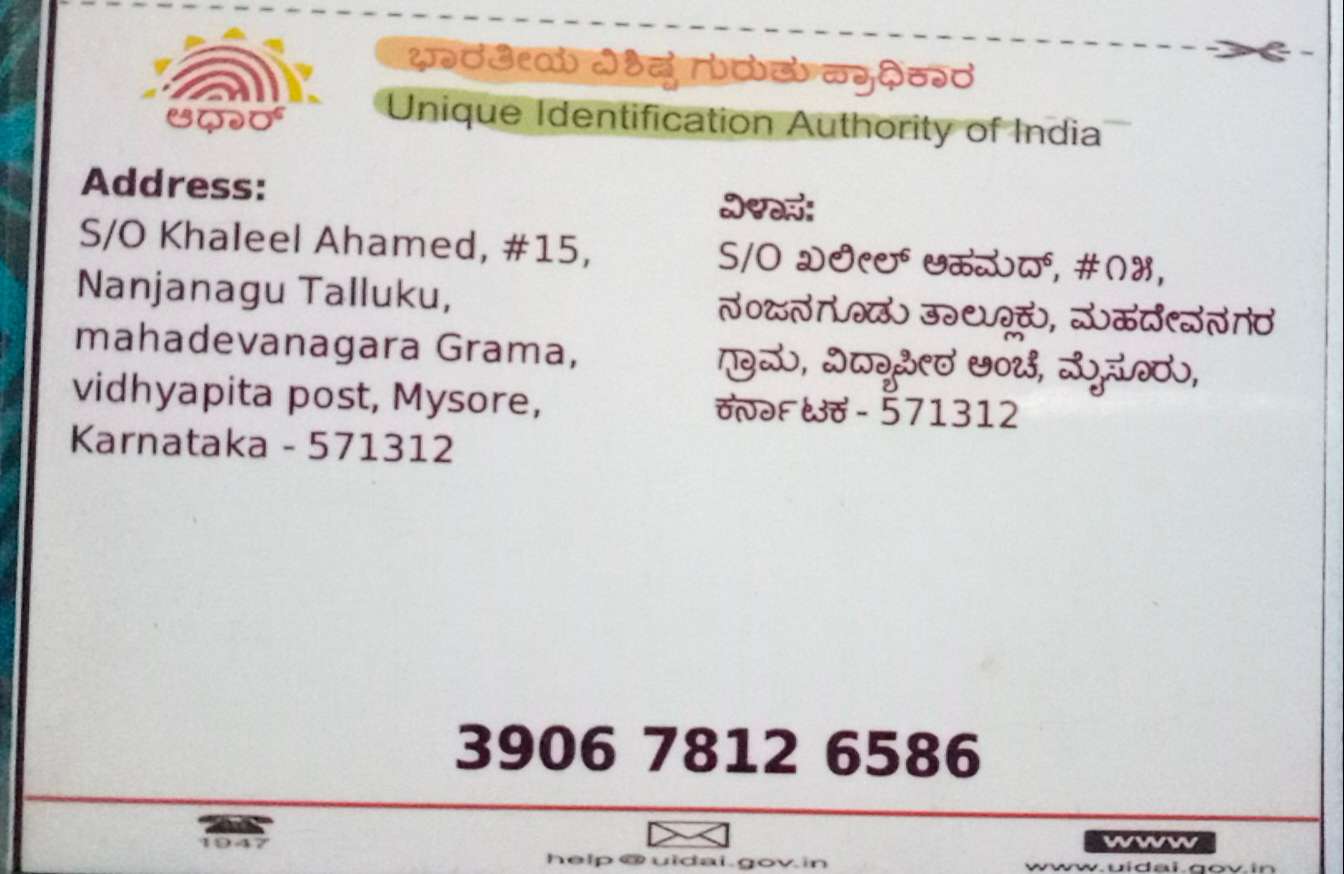 ಆಧಾರ್
ಭಾರತೀಯ ವಿಶಿಷ್ಟ ಗುರುತು ಪ್ರಾಧಿಕಾರ
Unique Identification Authority of India
Address:
S/O Khaleel Ahamed, #15,
Nanjanagu Talluku,
mahadevanagara Grama,
vidhyapita post, Mysore,
Karnataka - 571312
ವಿಳಾಸ:
S/O ಖಲೀಲ್ ಅಹಮದ್, #೧೫,
ನಂಜನಗೂಡು ತಾಲ್ಲೂಕು, ಮಹದೇವನಗರ
ಗ್ರಾಮ, ವಿದ್ಯಾಪೀಠ ಅಂಚೆ, ಮೈಸೂರು,
ಕರ್ನಾಟಕ - 571312
3906 7812 6586
1947
help@uidai.gov.in
www
www.uidai.gov.in